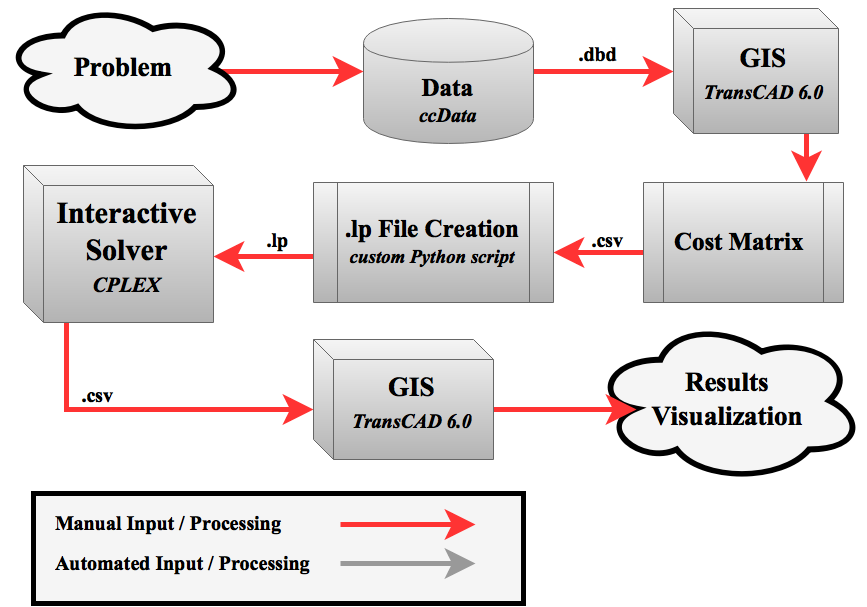 Problem
Data
ccData
.dbd
GIS
TransCAD 6.0
Interactive
Solver
CPLEX
.lp
.lp File Creation
custom Python script
.csv
Cost Matrix
.csv
GIS
TransCAD 6.0
Results
Visualization
Manual Input / Processing
Automated Input / Processing